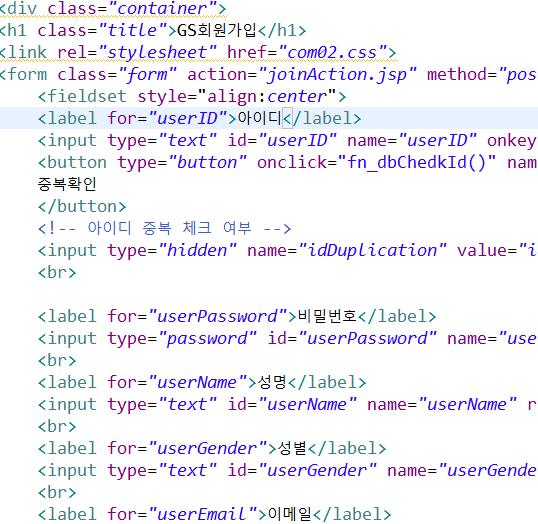 <div class="container">
<h1 class="title">GS회원가입</h1>
<link rel="stylesheet" href="com02.css">
<form class="form" action="joinAction.jsp" method="pos
<fieldset style="align:center">
<label for="userID">아이디</label>
<input type="text" id="userID" name="userID" onkey
<button type="button" onclick="fn_dbChedkId()" nam
중복확인
</button>
<!-- 아이디 중복 체크 여부 -->
<input type="hidden" name="idDuplication" value="i
<br>
<label for="userPassword">비밀번호</label>
<input type="password" id="userPassword" name="use
<br>
<label for="userName">성명</label>
<input type="text" id="userName" name="userName" r
<br>
<label for="userGender">성별</label>
<input type="text" id="userGender" name="userGende
<br>
<label for="userEmail">이메일</label>